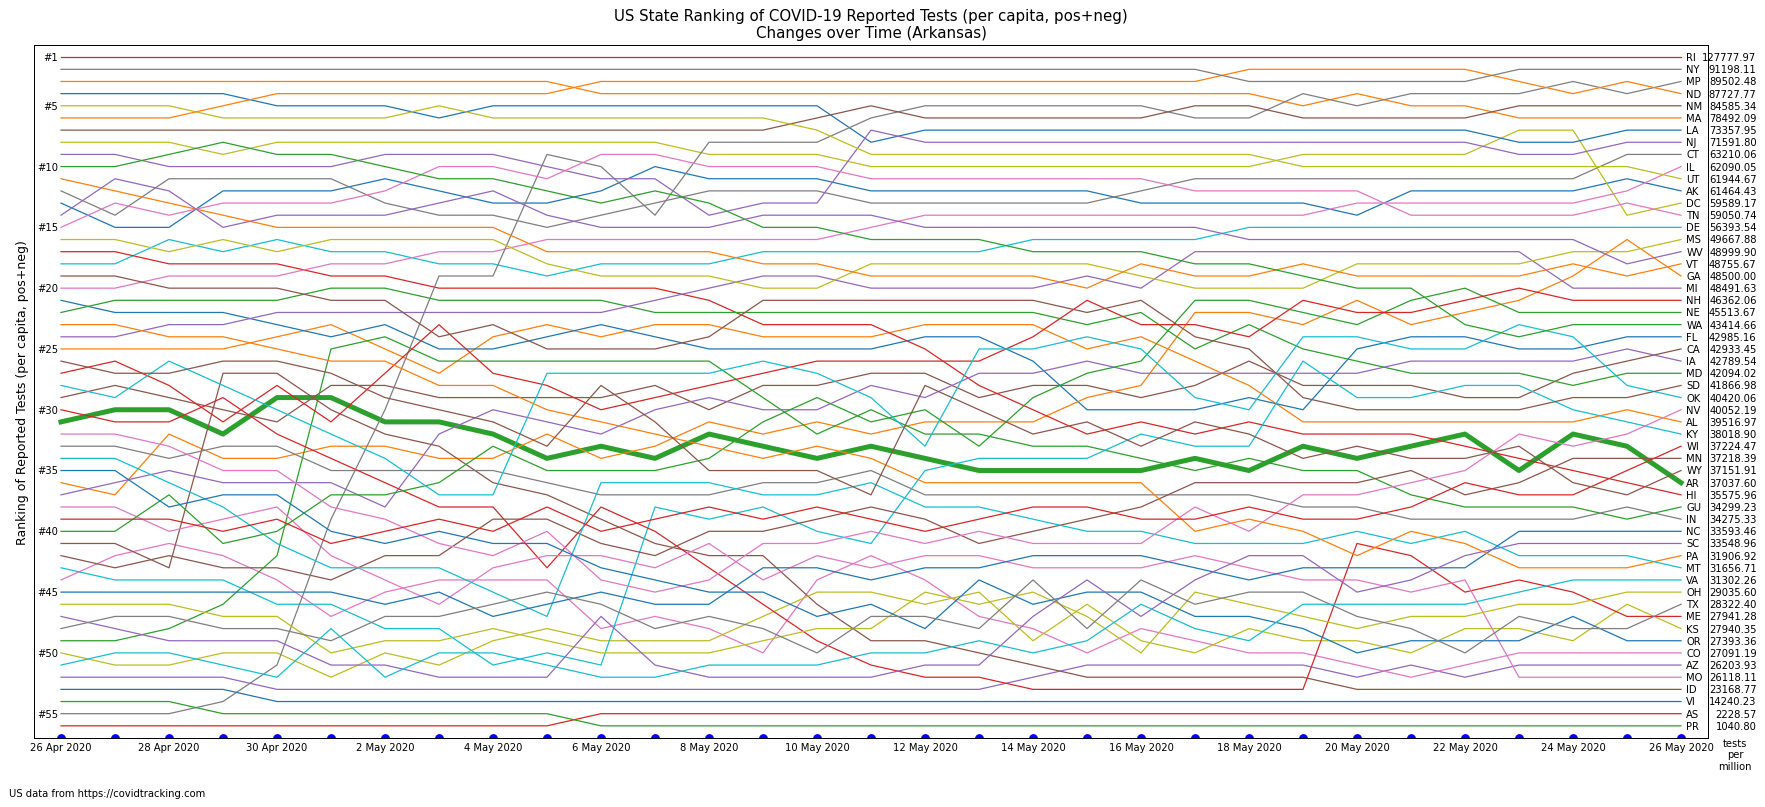 US State Ranking of COVID-19 Reported Tests (per capita, pos+neg)
Changes over Time (Arkansas)
Ranking of Reported Tests (per capita, pos+neg)
#1
#5
#10
#15
#20
#25
#30
#35
#40
#45
#50
#55
RI 127777.97
NY 91198.11
MP 89502.48
ND 87727.77
NM 84585.34
MA 78492.09
LA 73357.95
NJ 71591.80
CT 63210.06
IL 62090.05
UT 61944.67
AK 61464.43
DC 59589.17
TN 59050.74
DE 56393.54
MS 49667.88
WV 48999.90
VT 48755.67
GA 48500.00
MI 48491.63
NH 46362.06
NE 45513.67
WA 43414.66
FL 42985.16
CA 42933.45
IA 42789.54
MD 42094.02
SD 41866.98
OK 40420.06
NV 40052.19
AL 39516.97
KY 38018.90
WI 37224.47
MN 37218.39
WY 37151.91
AR 37037.60
HI 35575.96
GU 34299.23
IN 34275.33
NC 33593.46
SC 33548.96
PA 31906.92
MT 31656.71
VA 31302.26
OH 29035.60
TX 28322.40
ME 27941.28
KS 27940.35
OR 27393.36
CO 27091.19
AZ 26203.93
MO 26118.11
ID 23168.77
VI 14240.23
AS 2228.57
PR 1040.80
26 Apr 2020 28 Apr 2020 30 Apr 2020 2 May 2020 4 May 2020 6 May 2020 8 May 2020 10 May 2020 12 May 2020 14 May 2020 16 May 2020 18 May 2020 20 May 2020 22 May 2020 24 May 2020 26 May 2020
tests
per
million
US data from https://covidtracking.com